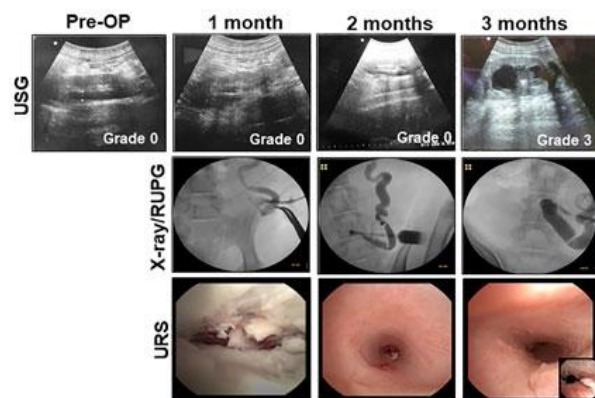 Pre-OP 1 month 2 months 3 months
USG
Grade 0 Grade 0 Grade 0 Grade 3
X-ray/RUPG
URS